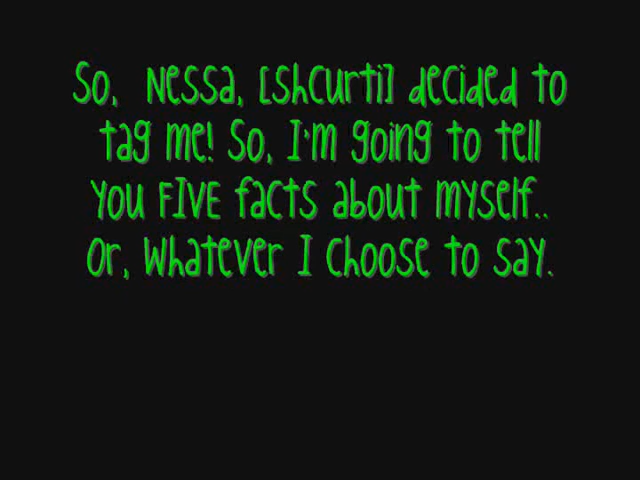 So, Nessa, [shcurti] decided to
tag me! So, I'm going to tell
you FIVE facts about myself..
Or, whatever I choose to say.